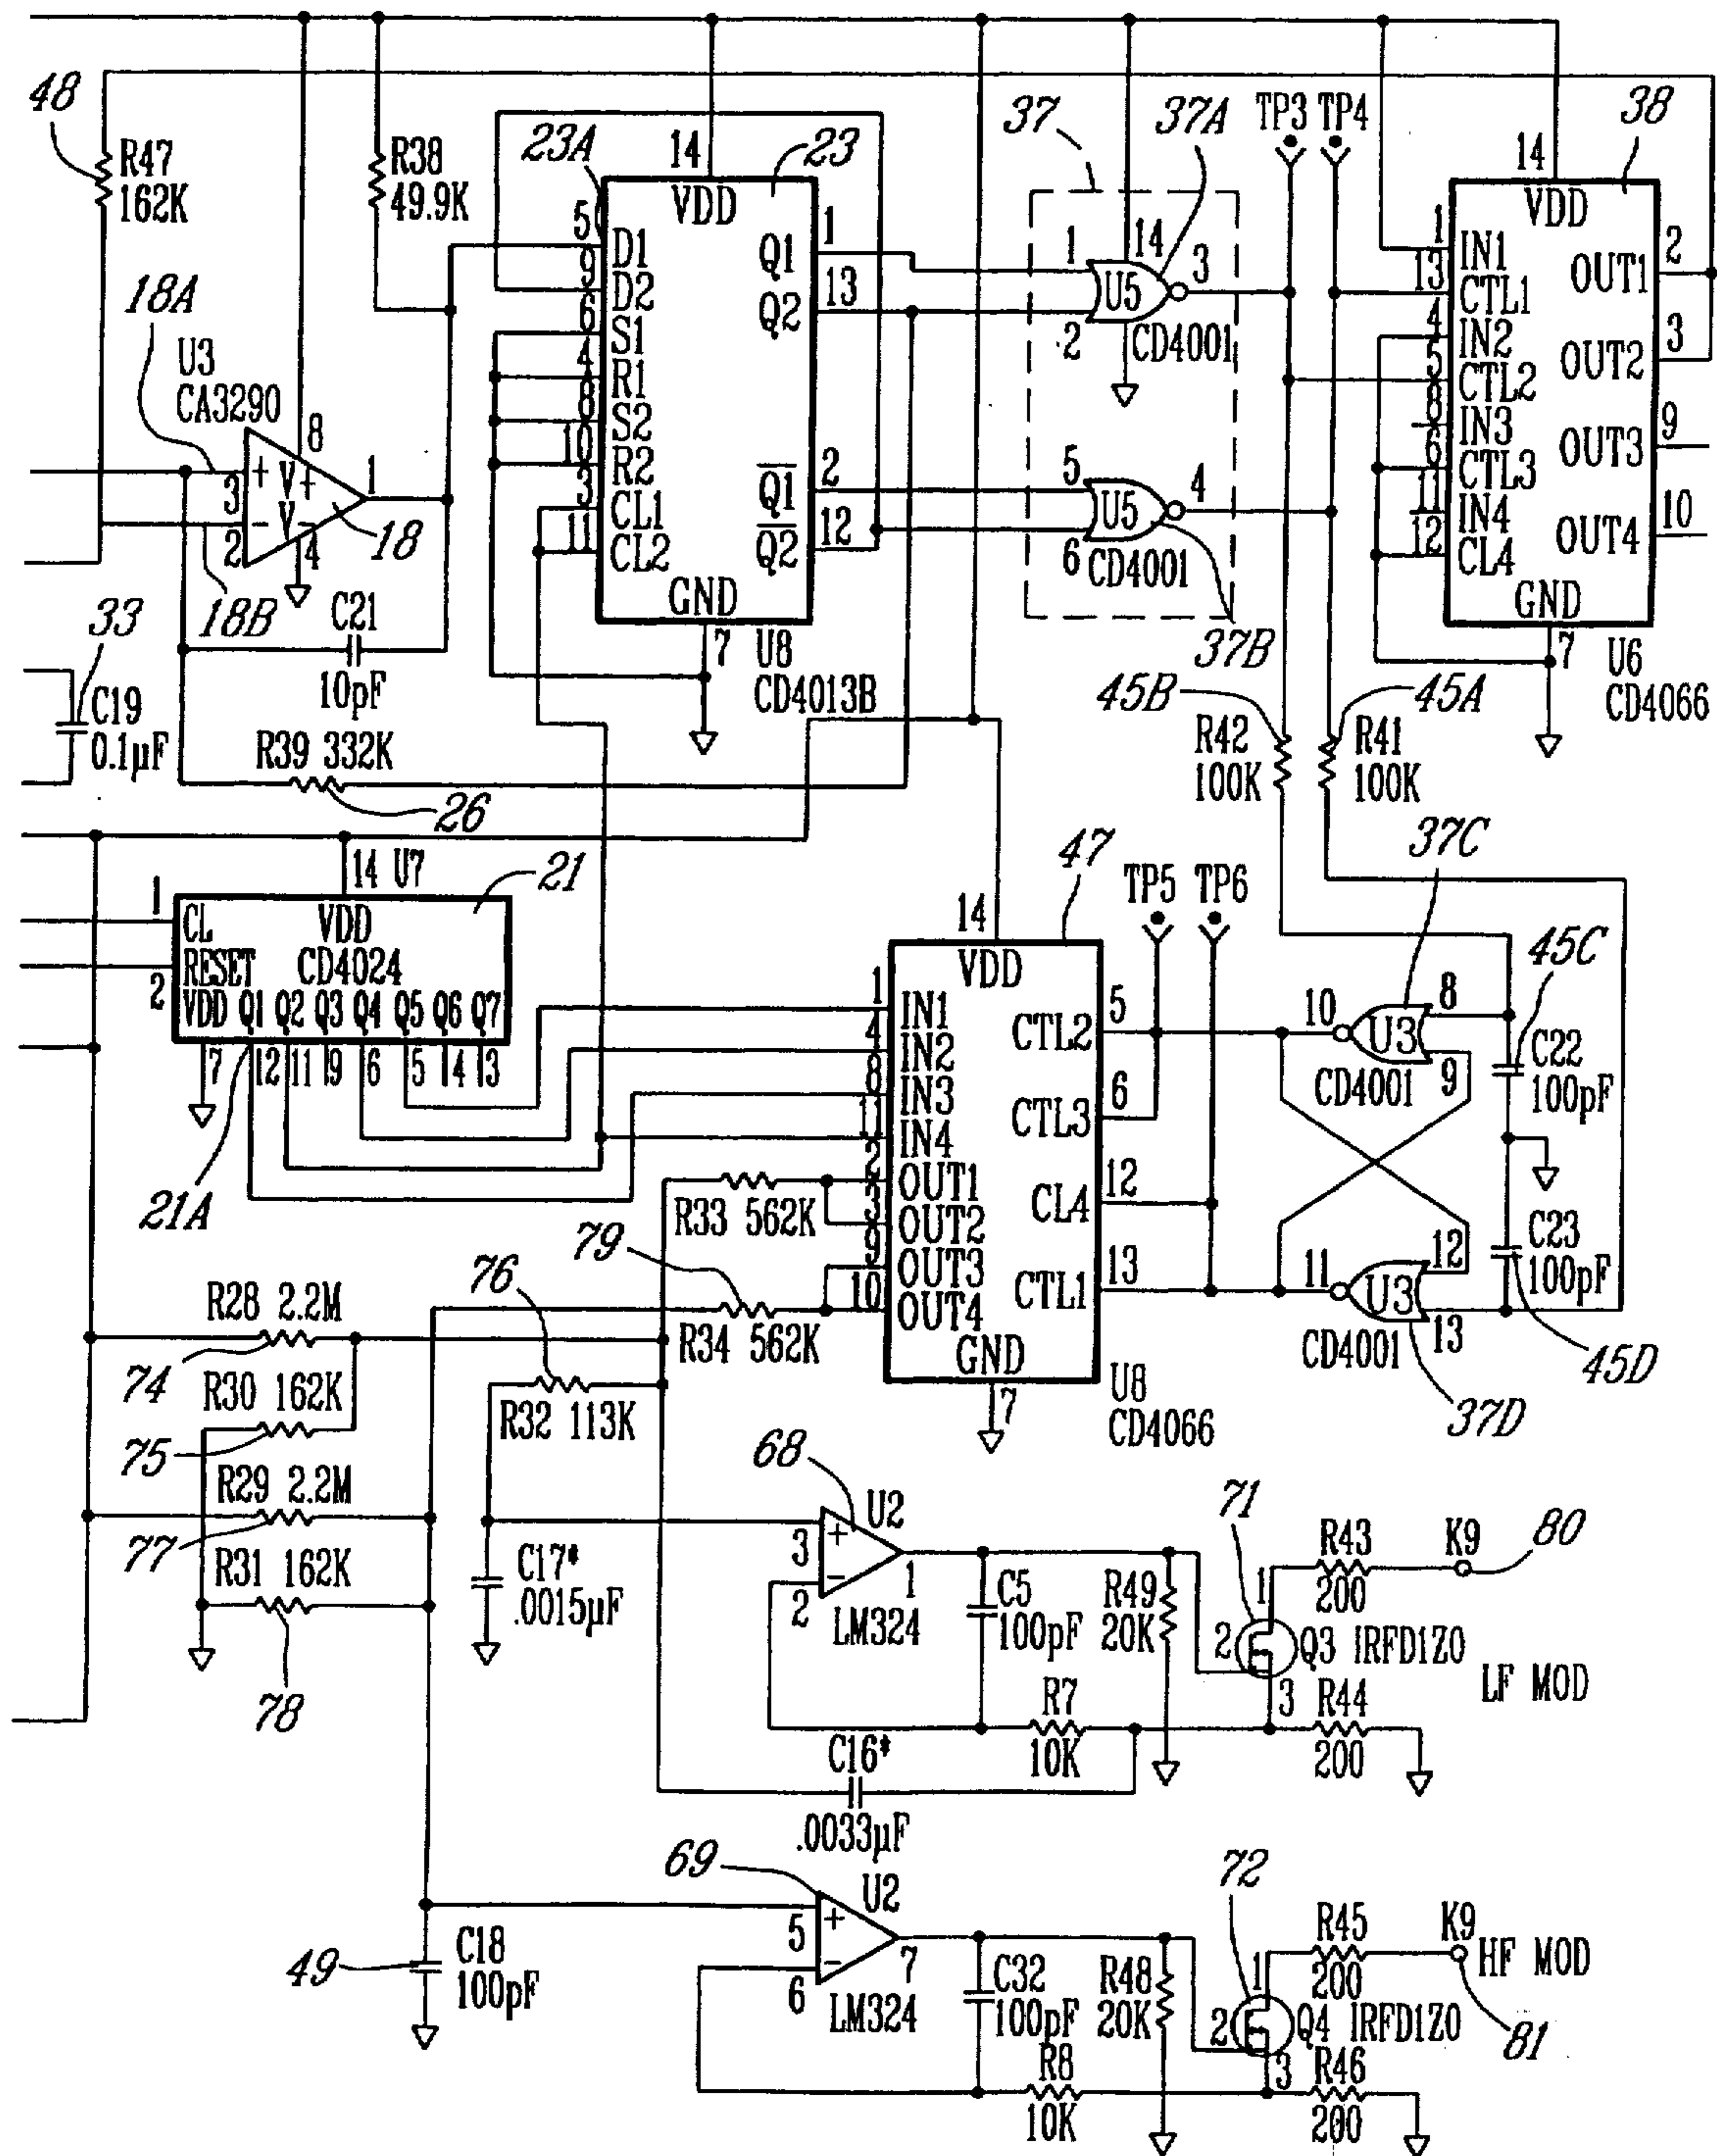 48
R47
162K
R38
49.9K
23A
14
VDD
23
37
37A
TP3 TP4
38
14
VDD
5
D1
9
D2
6
S1
4
R1
8
S2
10
R2
3
CL1
11
CL2
Q1
1
Q2
13
Q1
2
Q2
12
GND
7
U8
CD4013B
1
14
3
U5
2
CD4001
5
4
U5
6
CD4001
37B
1
IN1
13
CTL1
4
IN2
5
CTL2
8
IN3
6
CTL3
11
IN4
12
CL4
OUT1
2
OUT2
3
OUT3
9
OUT4
10
GND
7
U6
CD4066
18A
U3
CA3290
8
+
V+
3
1
-
V-
2
4
18
18B
33
C21
10pF
C19
0.1µF
R39 332K
26
45B
45A
R42
100K
R41
100K
14 U7
21
1
CL
VDD
RESET
CD4024
2
VDD Q1 Q2 Q3 Q4 Q5 Q6 Q7
7 12 11 9 6 5 4 3
21A
47
TP5 TP6
37C
14
VDD
1
IN1
4
IN2
8
IN3
11
IN4
2
OUT1
3
OUT2
9
OUT3
10
OUT4
CTL2
5
CTL3
6
CL4
12
CTL1
13
GND
7
U8
CD4066
10
U3
8
9
CD4001
45C
C22
100pF
C23
100pF
11
U3
12
13
CD4001
45D
37D
R33 562K
79
76
R34 562K
R28 2.2M
74
R30 162K
75
R32 113K
R29 2.2M
77
R31 162K
78
68
U2
3
+
-
2
1
LM324
C17*
.0015µF
C5
100pF
R49
20K
71
1
2
3
Q3 IRFD1Z0
R43
200
K9
80
LF MOD
R7
10K
R44
200
C16*
.0033µF
69
U2
5
+
-
6
7
LM324
49
C18
100pF
C32
100pF
R48
20K
72
1
2
3
Q4 IRFD1Z0
R45
200
K9
HF MOD
81
R8
10K
R46
200